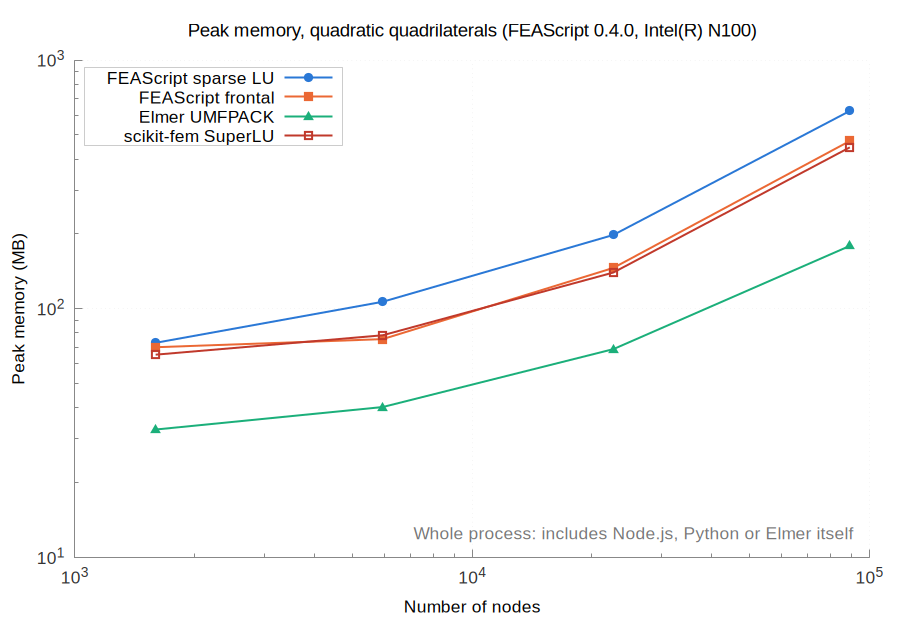 Peak memory, quadratic quadrilaterals (FEAScript 0.4.0, Intel(R) N100)
10³
FEAScript sparse LU
FEAScript frontal
Elmer UMFPACK
scikit-fem SuperLU
Peak memory (MB)
10²
Whole process: includes Node.js, Python or Elmer itself
10¹
10³ 10⁴ 10⁵
Number of nodes